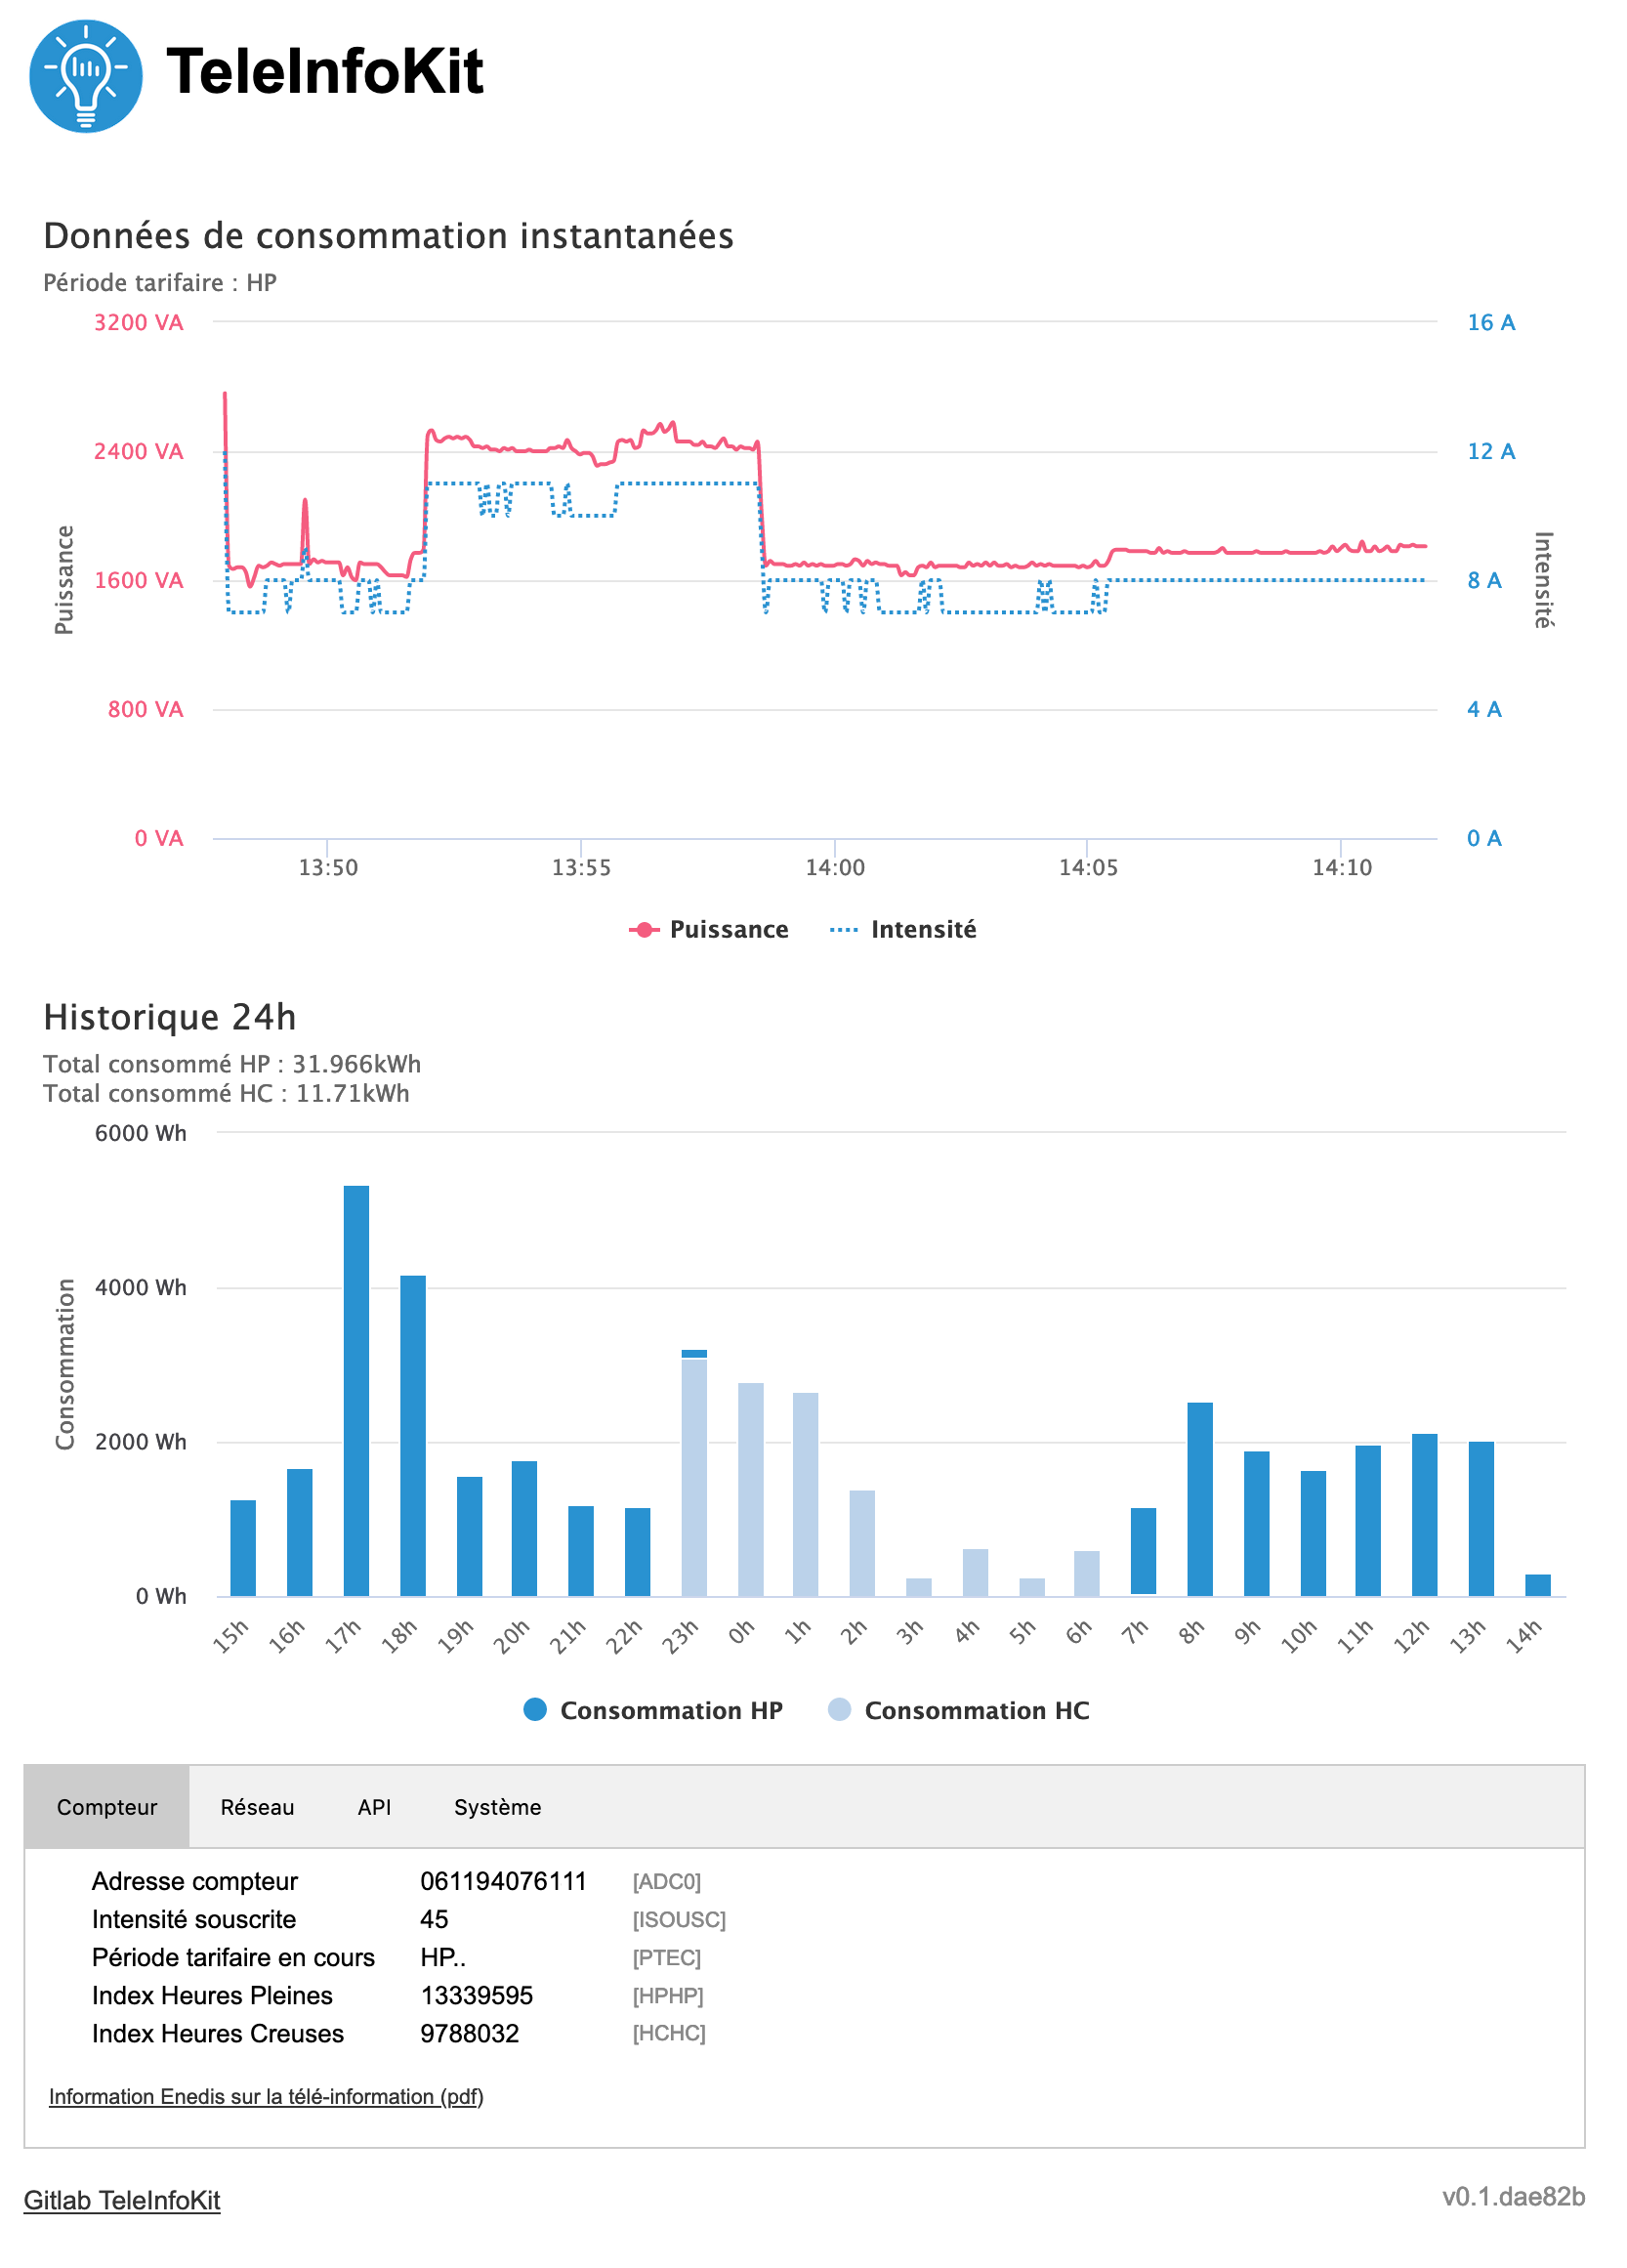 TeleInfoKit
Données de consommation instantanées
Période tarifaire : HP
3200 VA
2400 VA
1600 VA
800 VA
0 VA
Puissance
16 A
12 A
8 A
4 A
0 A
Intensité
13:50 13:55 14:00 14:05 14:10
Puissance Intensité
Historique 24h
Total consommé HP : 31.966kWh
Total consommé HC : 11.71kWh
6000 Wh
4000 Wh
2000 Wh
0 Wh
Consommation
15h 16h 17h 18h 19h 20h 21h 22h 23h 0h 1h 2h 3h 4h 5h 6h 7h 8h 9h 10h 11h 12h 13h 14h
Consommation HP Consommation HC
Compteur Réseau API Système
Adresse compteur 061194076111 [ADC0]
Intensité souscrite 45 [ISOUSC]
Période tarifaire en cours HP.. [PTEC]
Index Heures Pleines 13339595 [HPHP]
Index Heures Creuses 9788032 [HCHC]
Information Enedis sur la télé-information (pdf)
Gitlab TeleInfoKit v0.1.dae82b